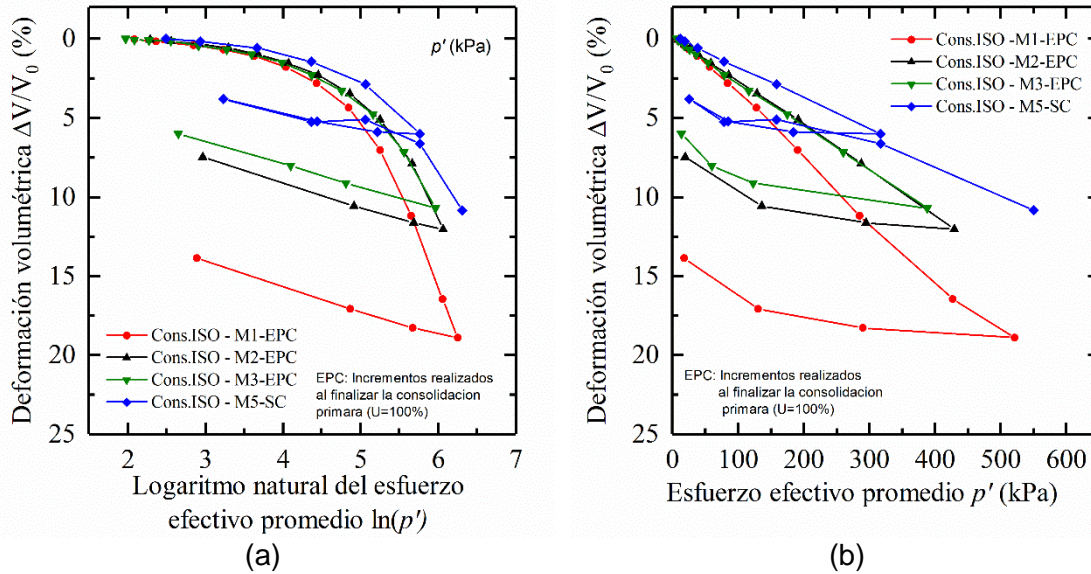 Deformación volumétrica ΔV/V0 (%)
0
5
10
15
20
25
p' (kPa)
Cons.ISO - M1-EPC
Cons.ISO - M2-EPC
Cons.ISO - M3-EPC
Cons.ISO - M5-SC
EPC: Incrementos realizados
al finalizar la consolidacion
primara (U=100%)
2 3 4 5 6 7
Logaritmo natural del esfuerzo
efectivo promedio ln(p')
(a)
Deformación volumétrica ΔV/V0 (%)
0
5
10
15
20
25
Cons.ISO -M1-EPC
Cons.ISO - M2-EPC
Cons.ISO - M3-EPC
Cons.ISO - M5-SC
EPC: Incrementos realizados
al finalizar la consolidacion
primara (U=100%)
0 100 200 300 400 500 600
Esfuerzo efectivo promedio p' (kPa)
(b)